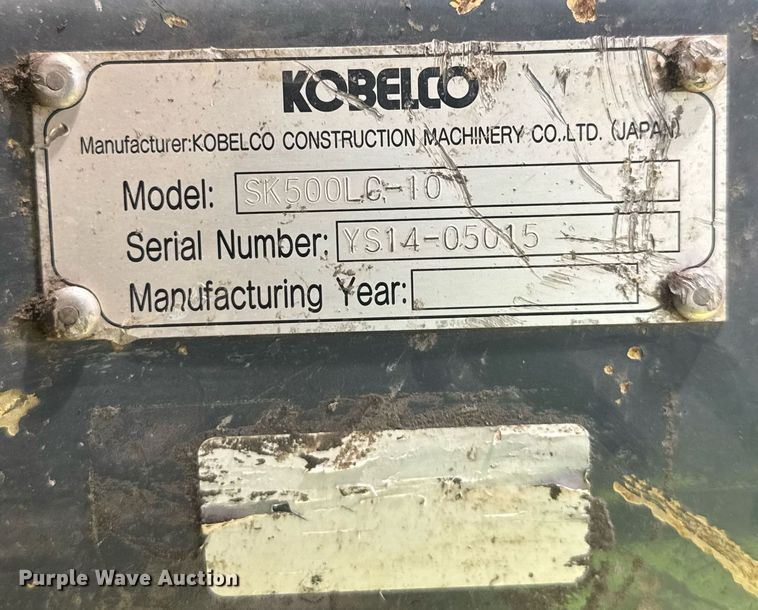 KOBELCO
Manufacturer:KOBELCO CONSTRUCTION MACHINERY CO.,LTD. (JAPAN)
Model: SK500LC-10
Serial Number: YS14-05015
Manufacturing Year:
Purple Wave Auction